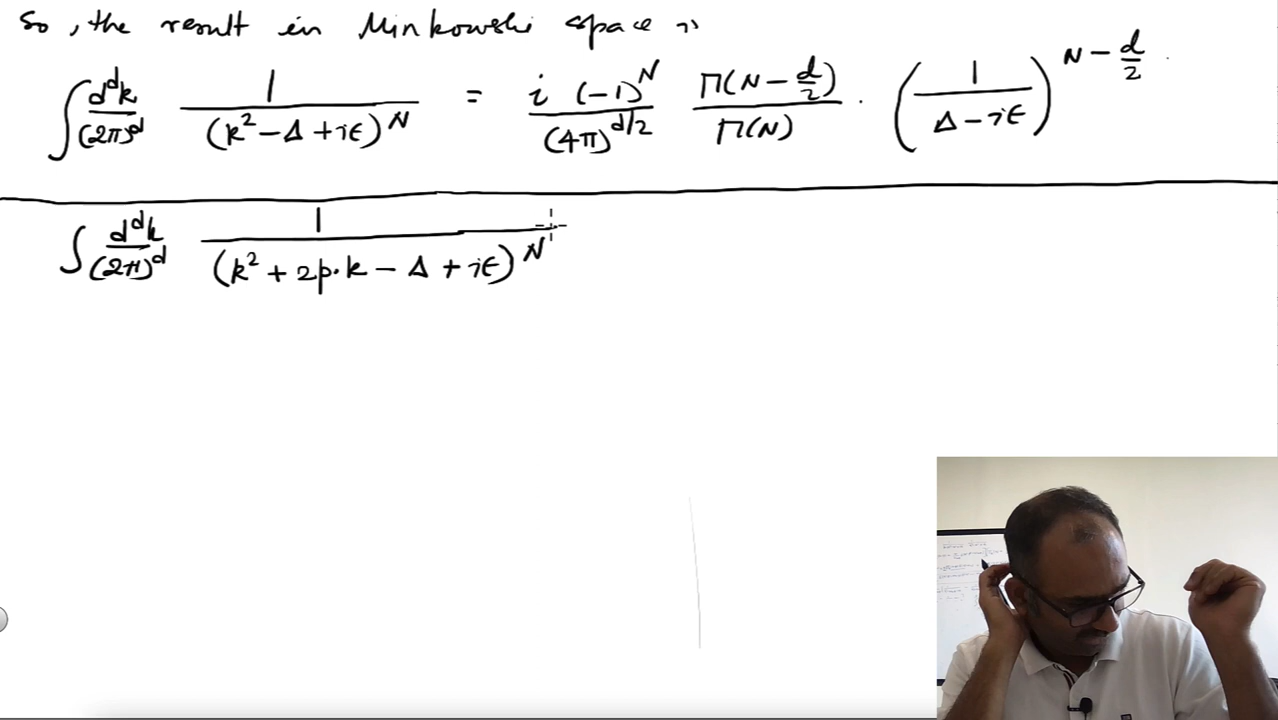 So, the result in Minkowski space is
∫ d^dk/(2π)^d 1/(k² − Δ + iϵ)^N = i (−1)^N/(4π)^{d/2} Γ(N − d/2)/Γ(N) · (1/(Δ − iϵ))^{N − d/2}.
∫ d^dk/(2π)^d 1/(k² + 2p·k − Δ + iϵ)^N